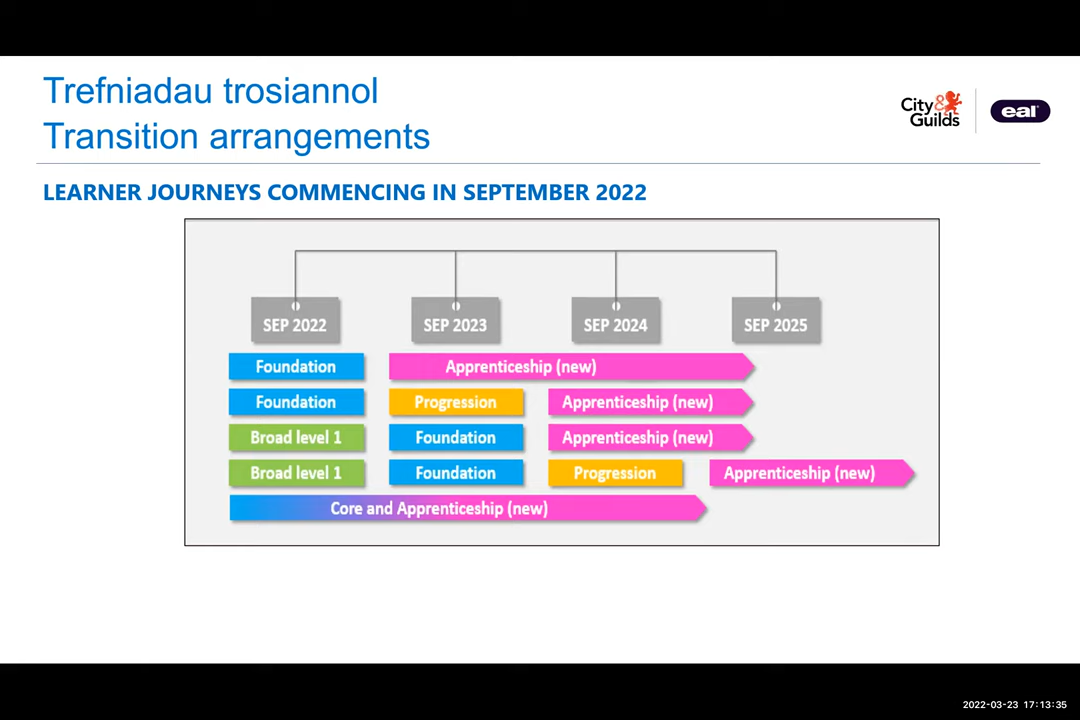 Trefniadau trosiannol
Transition arrangements
City & Guilds
eal
LEARNER JOURNEYS COMMENCING IN SEPTEMBER 2022
SEP 2022 SEP 2023 SEP 2024 SEP 2025
Foundation Apprenticeship (new)
Foundation Progression Apprenticeship (new)
Broad level 1 Foundation Apprenticeship (new)
Broad level 1 Foundation Progression Apprenticeship (new)
Core and Apprenticeship (new)
2022-03-23 17:13:35